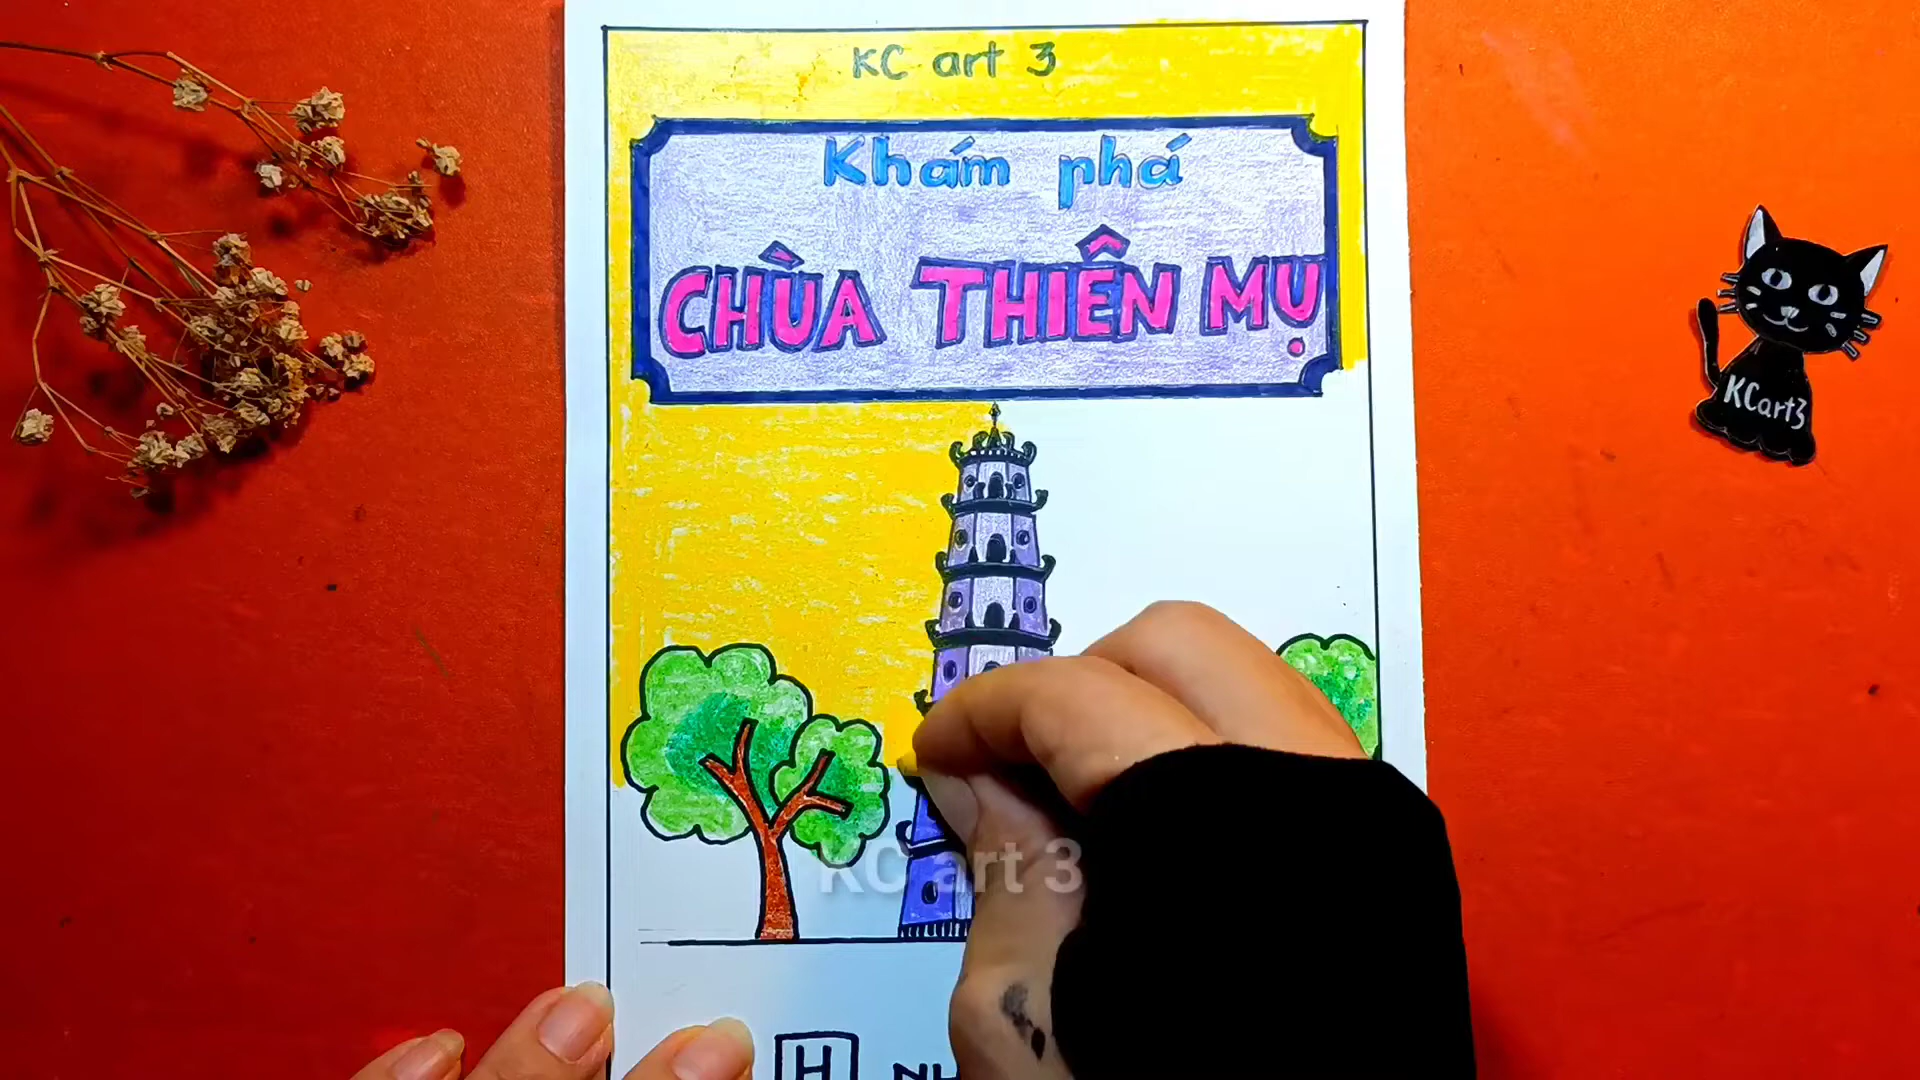 KC art 3
Khám phá
CHÙA THIÊN MỤ
KCart3
KC art 3
H